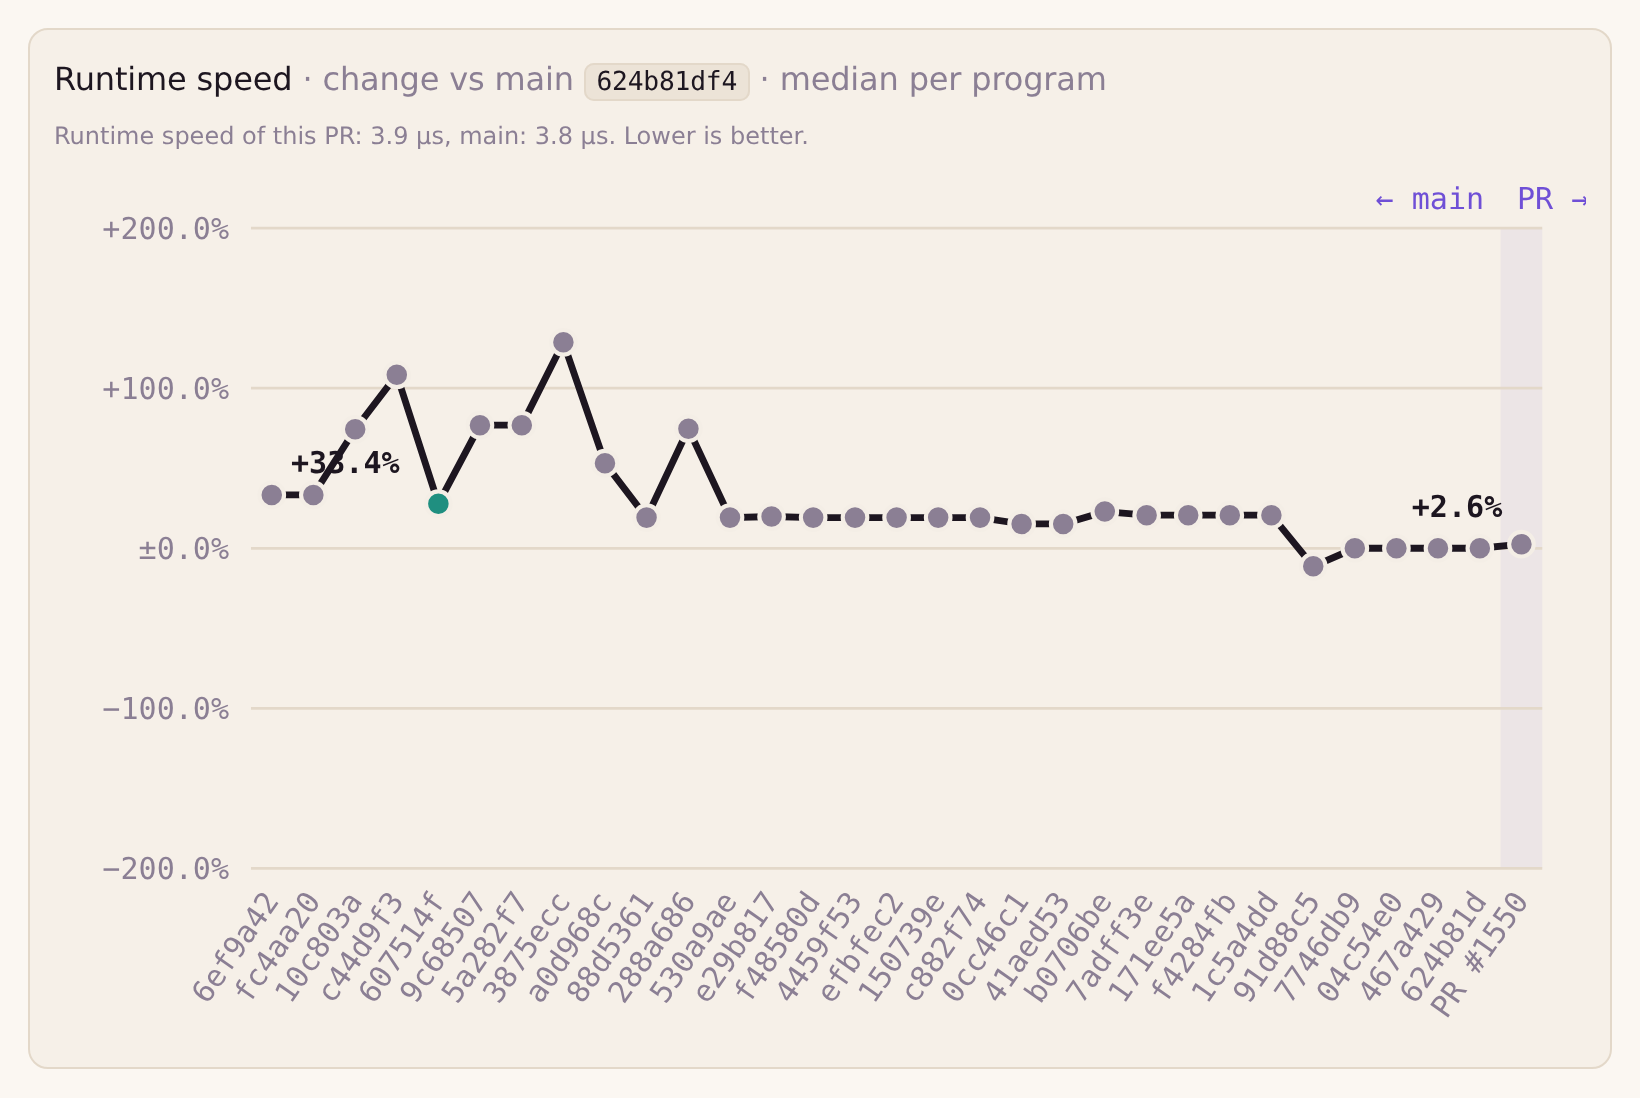 Runtime speed · change vs main 624b81df4 · median per program
Runtime speed of this PR: 3.9 µs, main: 3.8 µs. Lower is better.
← main PR →
+200.0%
+100.0%
+33.4%
+2.6%
±0.0%
−100.0%
−200.0%
6ef9a42
fc4aa20
10c803a
c44d9f3
607514f
9c68507
5a282f7
3875ecc
a0d968c
88d5361
288a686
530a9ae
e29b817
f48580d
4459f53
efbfec2
150739e
c882f74
0cc46c1
41aed53
b0706be
7adff3e
171ee5a
f4284fb
1c5a4dd
91d88c5
7746db9
04c54e0
467a429
624b81d
PR #1550